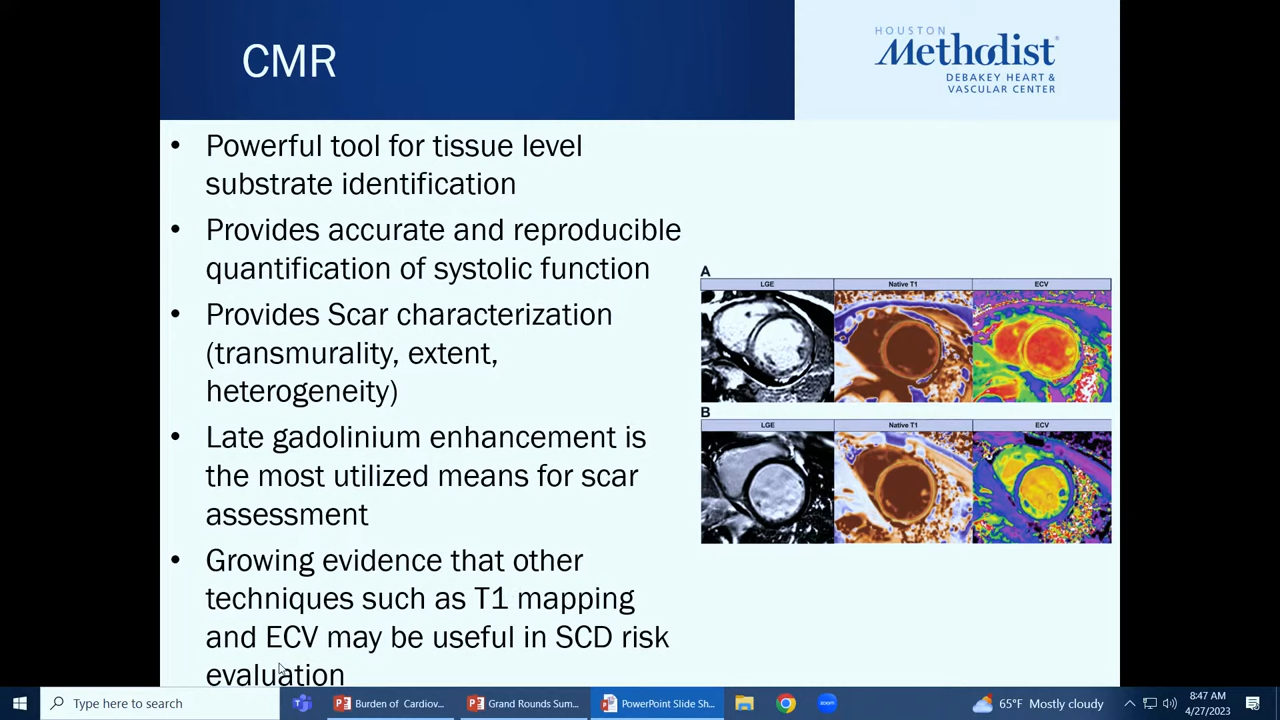 CMR
HOUSTON
Methodist
DEBAKEY HEART &
VASCULAR CENTER
• Powerful tool for tissue level
substrate identification
• Provides accurate and reproducible
quantification of systolic function
• Provides Scar characterization
(transmurality, extent,
heterogeneity)
• Late gadolinium enhancement is
the most utilized means for scar
assessment
• Growing evidence that other
techniques such as T1 mapping
and ECV may be useful in SCD risk
evaluation
A
LGE Native T1 ECV
B
LGE Native T1 ECV
Type here to search
Burden of Cardiov...
Grand Rounds Sum...
PowerPoint Slide Sh...
zoom
65°F Mostly cloudy
8:47 AM
4/27/2023